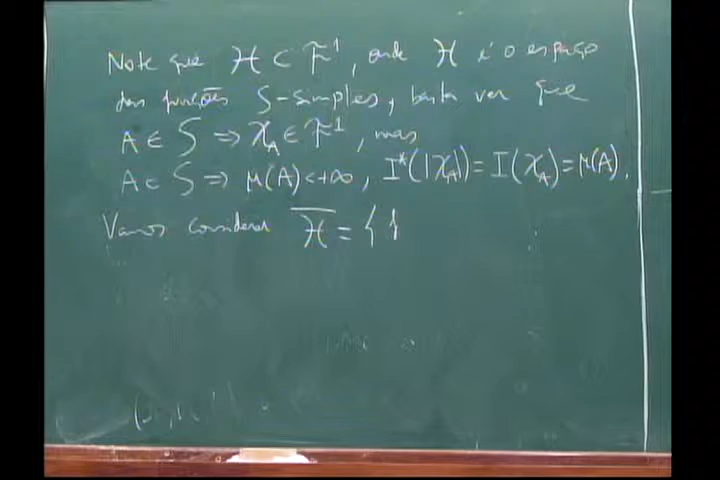 Note que ℋ ⊂ ℱ¹, onde ℋ é o espaço
das funções S-simples, basta ver que
A ∈ S ⇒ χ_A ∈ ℱ¹, mas
A ∈ S ⇒ μ(A) < +∞, I*(|χ_A|) = I(χ_A) = μ(A).
Vamos considerar ℋ̅ = { f